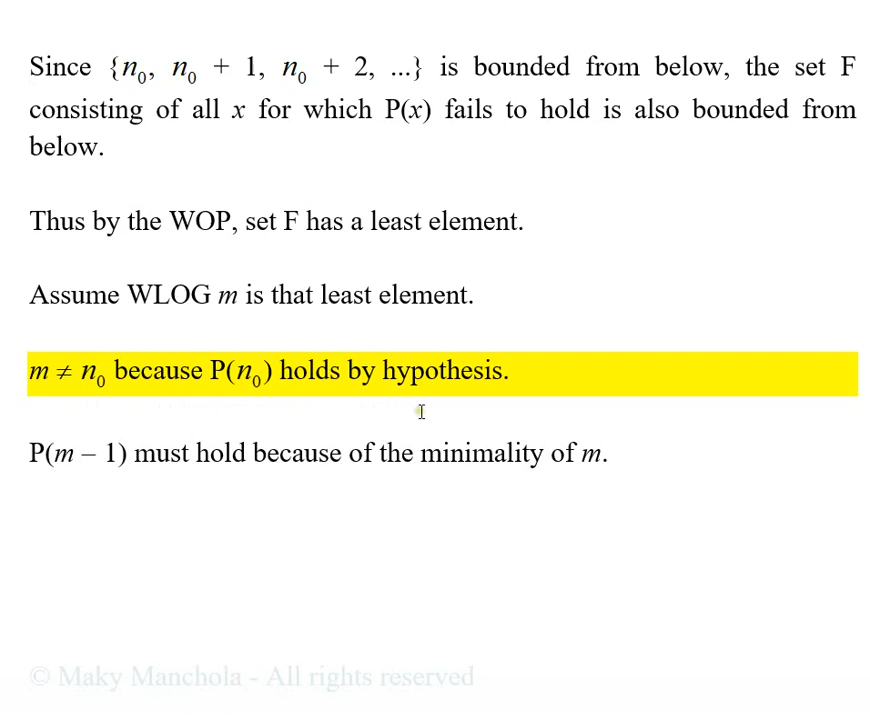 Since {n₀, n₀ + 1, n₀ + 2, ...} is bounded from below, the set F
consisting of all x for which P(x) fails to hold is also bounded from
below.
Thus by the WOP, set F has a least element.
Assume WLOG m is that least element.
m ≠ n₀ because P(n₀) holds by hypothesis.
P(m – 1) must hold because of the minimality of m.
© Maky Manchola - All rights reserved